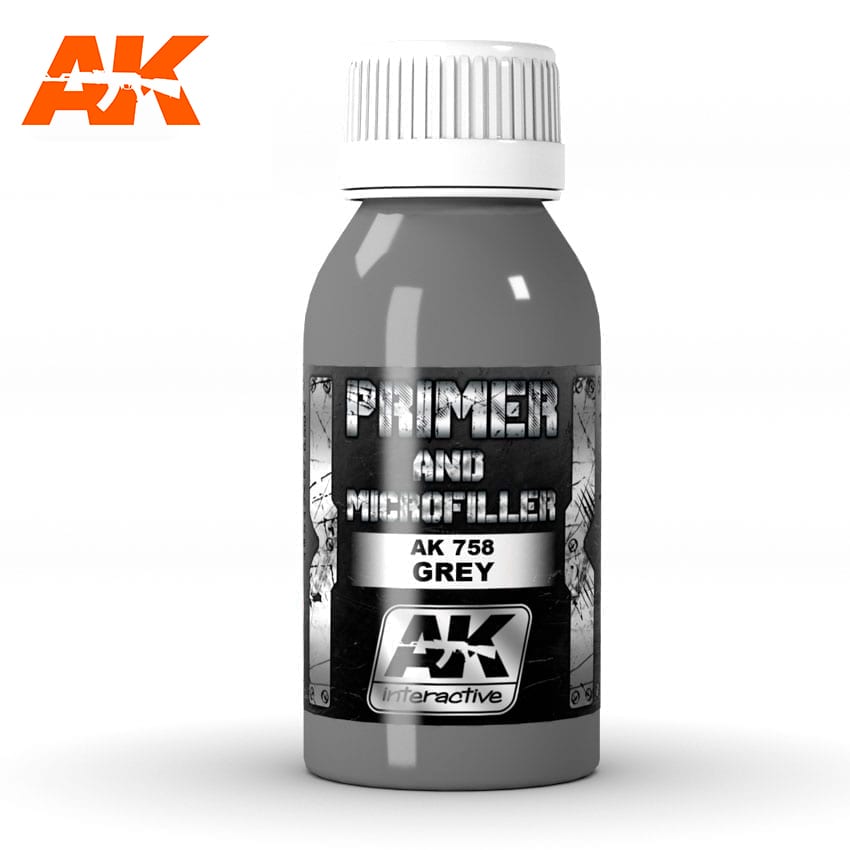 AK
PRIMER
AND
MICROFILLER
AK 758
GREY
AK
interactive